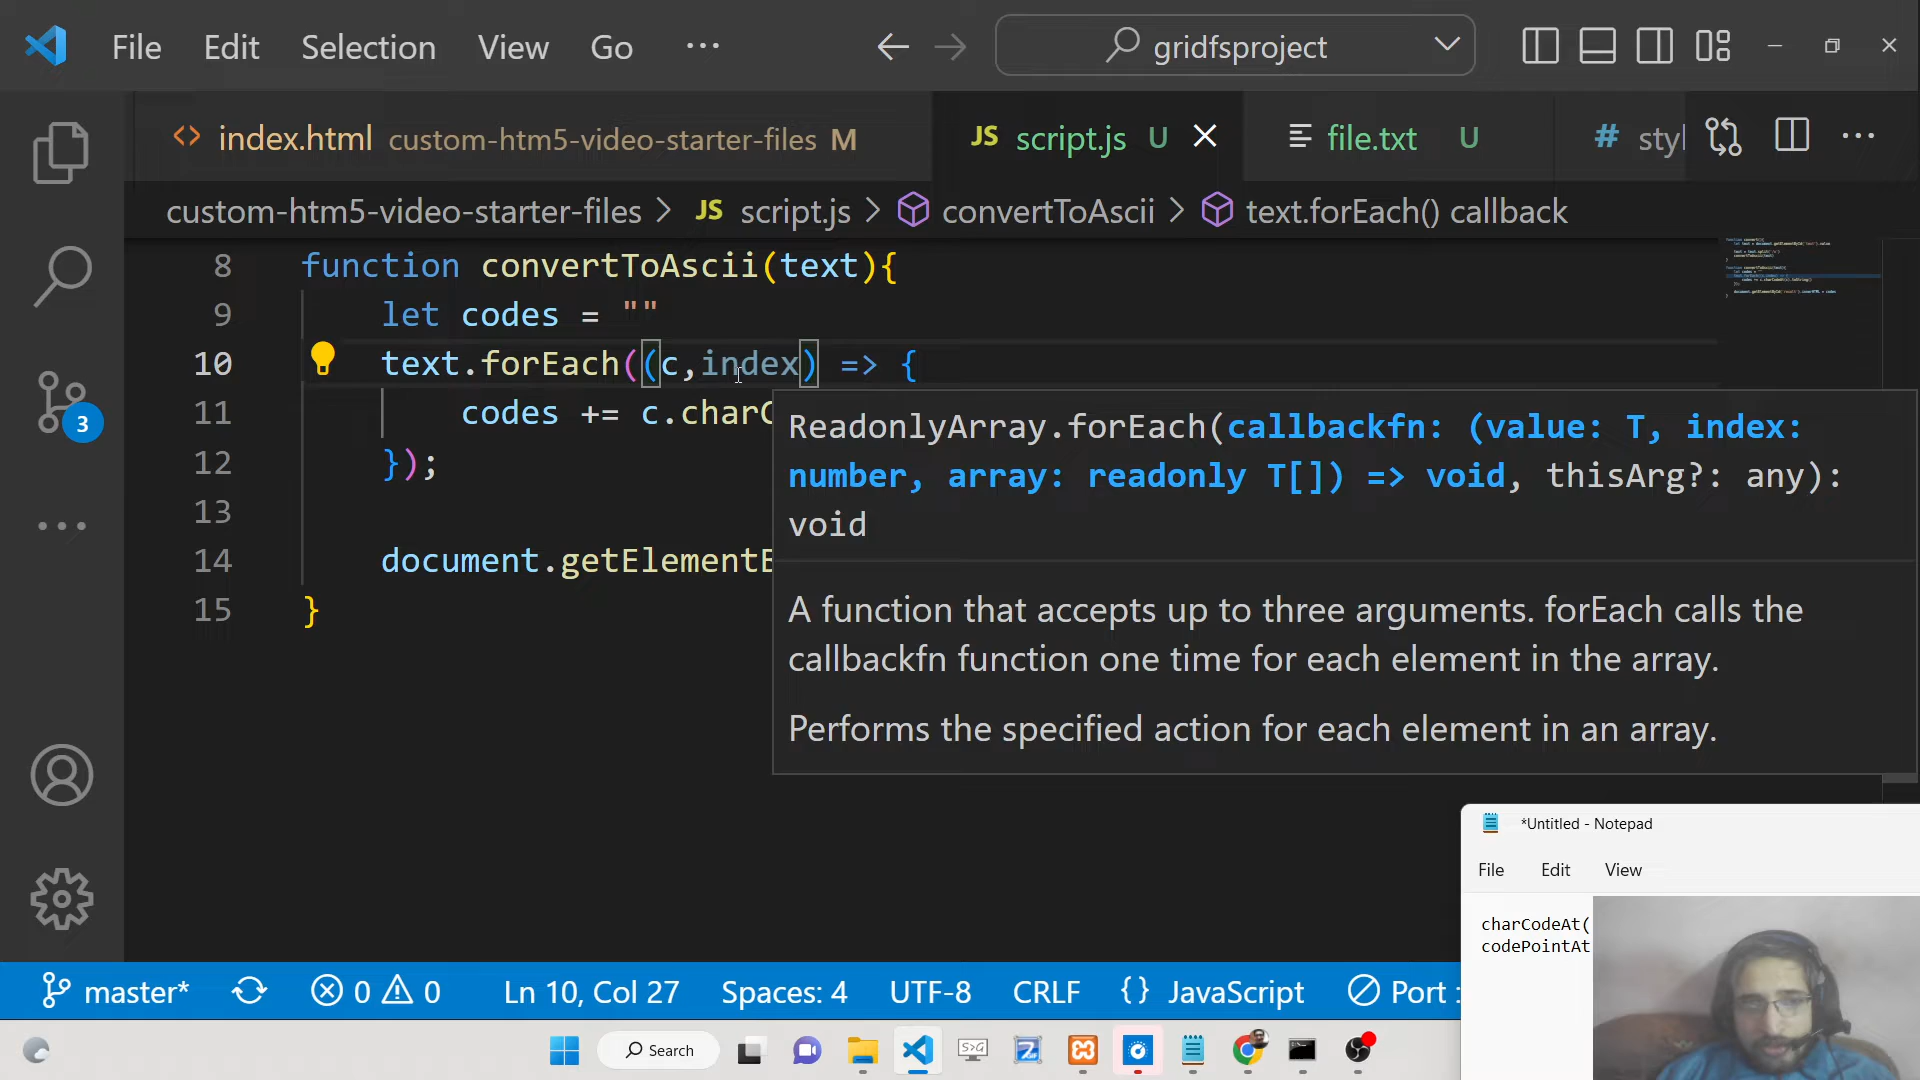 File Edit Selection View Go ··· gridfsproject
index.html custom-htm5-video-starter-files M JS script.js U file.txt U # styl
custom-htm5-video-starter-files > JS script.js > convertToAscii > text.forEach() callback
8 function convertToAscii(text){
9 let codes = ""
10 text.forEach((c,index) => {
11 codes += c.charC
12 });
13
14 document.getElementB
15 }
ReadonlyArray.forEach(callbackfn: (value: T, index:
number, array: readonly T[]) => void, thisArg?: any):
void
A function that accepts up to three arguments. forEach calls the
callbackfn function one time for each element in the array.
Performs the specified action for each element in an array.
3
*Untitled - Notepad
File Edit View
charCodeAt(
codePointAt
master* 0 0 Ln 10, Col 27 Spaces: 4 UTF-8 CRLF {} JavaScript Port :
Search